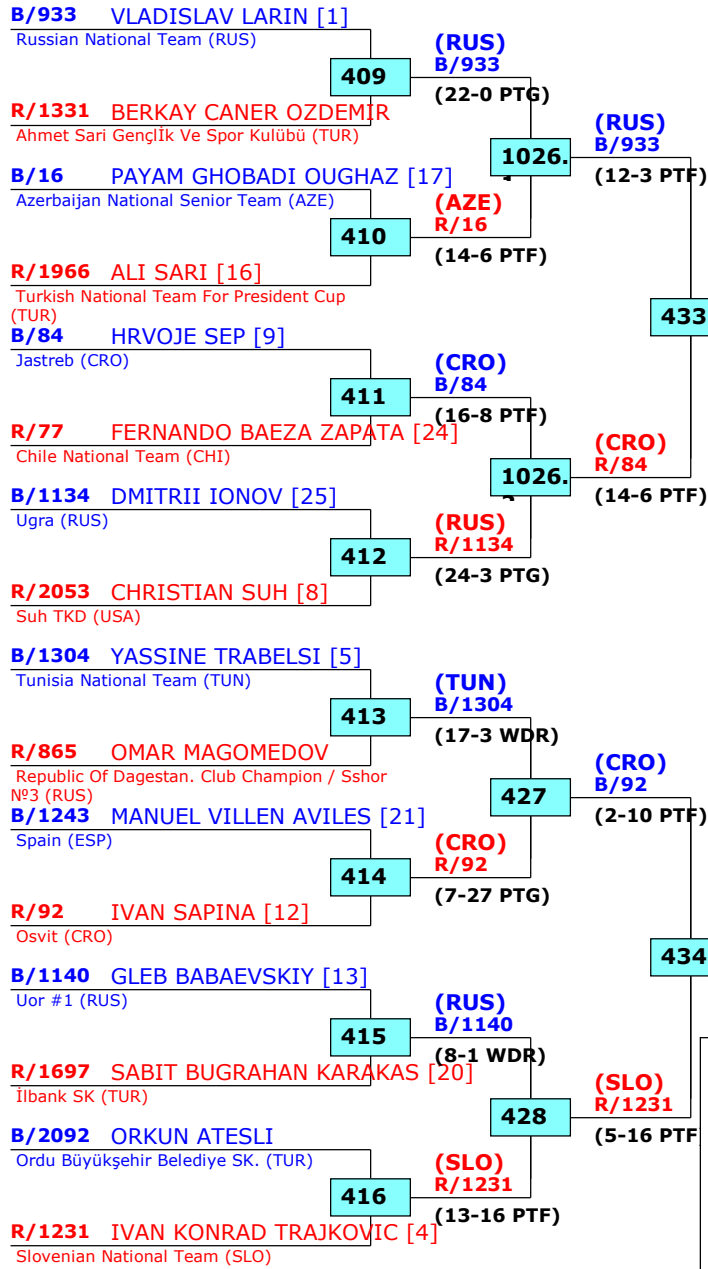 B/933 VLADISLAV LARIN [1]
Russian National Team (RUS)
409
R/1331 BERKAY CANER OZDEMIR
Ahmet Sari Gençlİk Ve Spor Kulübü (TUR)
B/16 PAYAM GHOBADI OUGHAZ [17]
Azerbaijan National Senior Team (AZE)
410
R/1966 ALI SARI [16]
Turkish National Team For President Cup
(TUR)
B/84 HRVOJE SEP [9]
Jastreb (CRO)
411
R/77 FERNANDO BAEZA ZAPATA [24]
Chile National Team (CHI)
B/1134 DMITRII IONOV [25]
Ugra (RUS)
412
R/2053 CHRISTIAN SUH [8]
Suh TKD (USA)
B/1304 YASSINE TRABELSI [5]
Tunisia National Team (TUN)
413
R/865 OMAR MAGOMEDOV
Republic Of Dagestan. Club Champion / Sshor
№3 (RUS)
B/1243 MANUEL VILLEN AVILES [21]
Spain (ESP)
414
R/92 IVAN SAPINA [12]
Osvit (CRO)
B/1140 GLEB BABAEVSKIY [13]
Uor #1 (RUS)
415
R/1697 SABIT BUGRAHAN KARAKAS [20]
İlbank SK (TUR)
B/2092 ORKUN ATESLI
Ordu Büyükşehir Belediye SK. (TUR)
416
R/1231 IVAN KONRAD TRAJKOVIC [4]
Slovenian National Team (SLO)
(RUS)
B/933
(22-0 PTG)
1026.
(AZE)
R/16
(14-6 PTF)
(CRO)
B/84
(16-8 PTF)
1026.
(RUS)
R/1134
(24-3 PTG)
(TUN)
B/1304
(17-3 WDR)
427
(CRO)
R/92
(7-27 PTG)
(RUS)
B/1140
(8-1 WDR)
428
(SLO)
R/1231
(13-16 PTF)
(RUS)
B/933
(12-3 PTF)
433
(CRO)
R/84
(14-6 PTF)
(CRO)
B/92
(2-10 PTF)
434
(SLO)
R/1231
(5-16 PTF